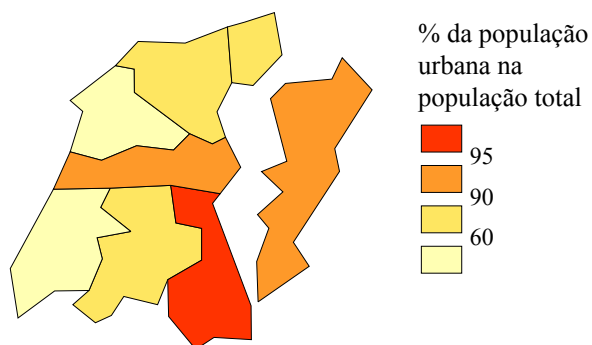 % da população
urbana na
população total
95
90
60